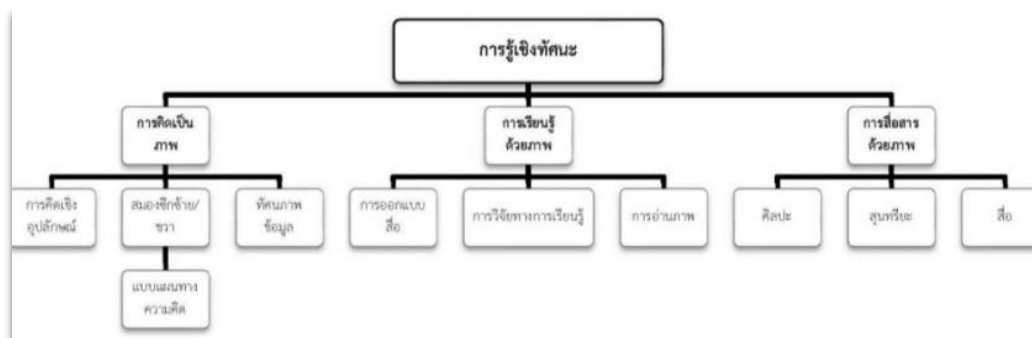 การรู้เชิงทัศนะ
การคิดเป็น
ภาพ
การเรียนรู้
ด้วยภาพ
การสื่อสาร
ด้วยภาพ
การคิดเชิง
อุปลักษณ์
สมองซีกซ้าย/
ขวา
ทัศนภาพ
ข้อมูล
การออกแบบ
สื่อ
การวิจัยทางการเรียนรู้
การอ่านภาพ
ศิลปะ
สุนทรียะ
สื่อ
แบบแผนทาง
ความคิด